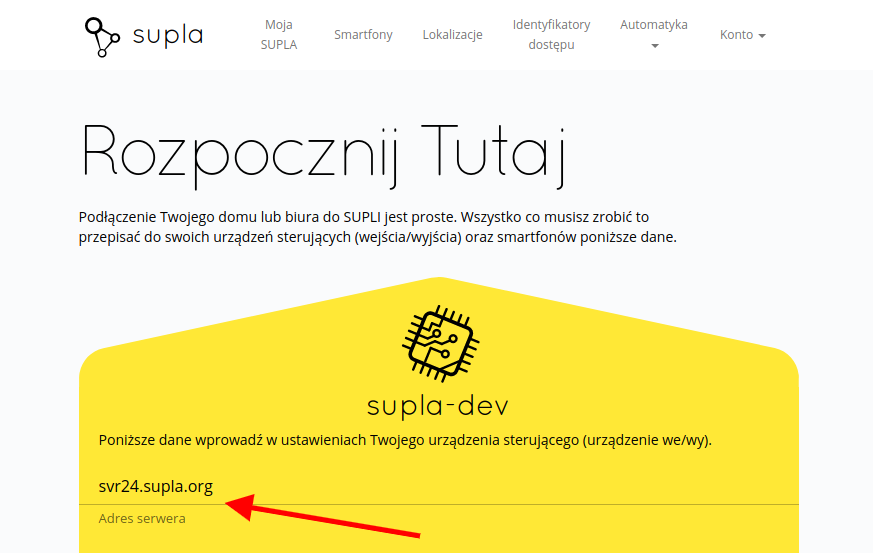 supla
Moja
SUPLA
Smartfony
Lokalizacje
Identyfikatory
dostępu
Automatyka
Konto
Rozpocznij Tutaj
Podłączenie Twojego domu lub biura do SUPLI jest proste. Wszystko co musisz zrobić to
przepisać do swoich urządzeń sterujących (wejścia/wyjścia) oraz smartfonów poniższe dane.
supla-dev
Poniższe dane wprowadź w ustawieniach Twojego urządzenia sterującego (urządzenie we/wy).
svr24.supla.org
Adres serwera